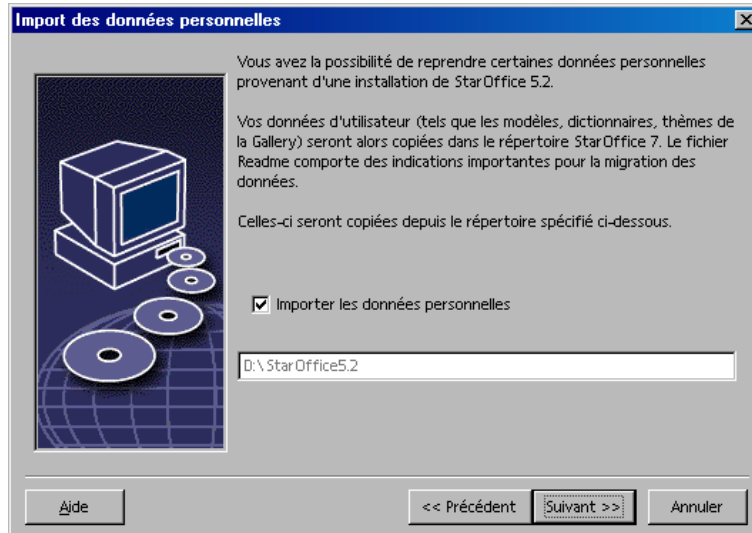 Import des données personnelles
Vous avez la possibilité de reprendre certaines données personnelles
provenant d'une installation de StarOffice 5.2.
Vos données d'utilisateur (tels que les modèles, dictionnaires, thèmes de
la Gallery) seront alors copiées dans le répertoire StarOffice 7. Le fichier
Readme comporte des indications importantes pour la migration des
données.
Celles-ci seront copiées depuis le répertoire spécifié ci-dessous.
Importer les données personnelles
D:\StarOffice5.2
Aide
<< Précédent
Suivant >>
Annuler